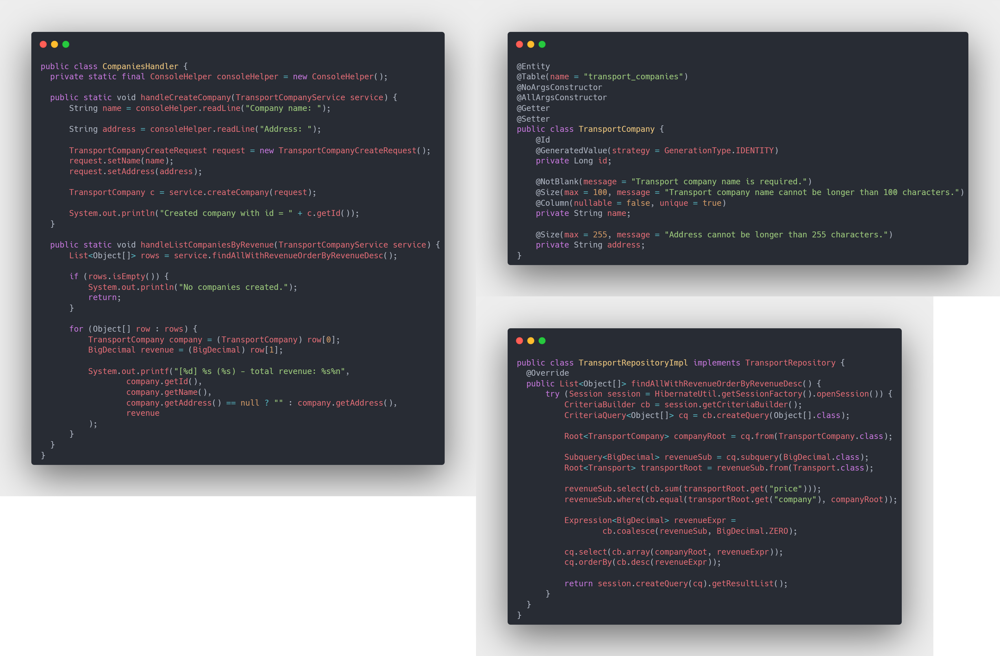 public class CompaniesHandler {
  private static final ConsoleHelper consoleHelper = new ConsoleHelper();

  public static void handleCreateCompany(TransportCompanyService service) {
      String name = consoleHelper.readLine("Company name: ");

      String address = consoleHelper.readLine("Address: ");

      TransportCompanyCreateRequest request = new TransportCompanyCreateRequest();
      request.setName(name);
      request.setAddress(address);

      TransportCompany c = service.createCompany(request);

      System.out.println("Created company with id = " + c.getId());
  }

  public static void handleListCompaniesByRevenue(TransportCompanyService service) {
      List<Object[]> rows = service.findAllWithRevenueOrderByRevenueDesc();

      if (rows.isEmpty()) {
          System.out.println("No companies created.");
          return;
      }

      for (Object[] row : rows) {
          TransportCompany company = (TransportCompany) row[0];
          BigDecimal revenue = (BigDecimal) row[1];

          System.out.printf("[%d] %s (%s) - total revenue: %s%n",
                  company.getId(),
                  company.getName(),
                  company.getAddress() == null ? "" : company.getAddress(),
                  revenue
          );
      }
  }
}
@Entity
@Table(name = "transport_companies")
@NoArgsConstructor
@AllArgsConstructor
@Getter
@Setter
public class TransportCompany {
    @Id
    @GeneratedValue(strategy = GenerationType.IDENTITY)
    private Long id;

    @NotBlank(message = "Transport company name is required.")
    @Size(max = 100, message = "Transport company name cannot be longer than 100 characters.")
    @Column(nullable = false, unique = true)
    private String name;

    @Size(max = 255, message = "Address cannot be longer than 255 characters.")
    private String address;
}
public class TransportRepositoryImpl implements TransportRepository {
  @Override
  public List<Object[]> findAllWithRevenueOrderByRevenueDesc() {
      try (Session session = HibernateUtil.getSessionFactory().openSession()) {
          CriteriaBuilder cb = session.getCriteriaBuilder();
          CriteriaQuery<Object[]> cq = cb.createQuery(Object[].class);

          Root<TransportCompany> companyRoot = cq.from(TransportCompany.class);

          Subquery<BigDecimal> revenueSub = cq.subquery(BigDecimal.class);
          Root<Transport> transportRoot = revenueSub.from(Transport.class);

          revenueSub.select(cb.sum(transportRoot.get("price")));
          revenueSub.where(cb.equal(transportRoot.get("company"), companyRoot));

          Expression<BigDecimal> revenueExpr =
                  cb.coalesce(revenueSub, BigDecimal.ZERO);

          cq.select(cb.array(companyRoot, revenueExpr));
          cq.orderBy(cb.desc(revenueExpr));

          return session.createQuery(cq).getResultList();
      }
  }
}